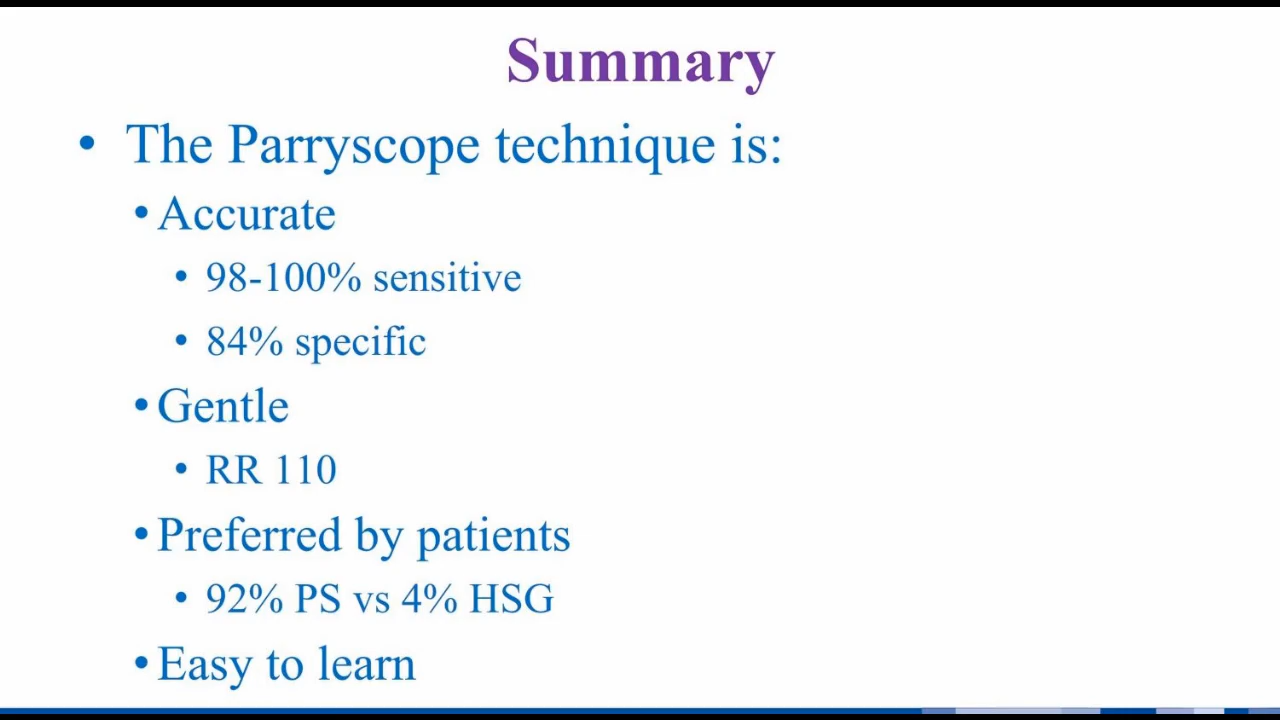 Summary
• The Parryscope technique is:
• Accurate
• 98-100% sensitive
• 84% specific
• Gentle
• RR 110
• Preferred by patients
• 92% PS vs 4% HSG
• Easy to learn